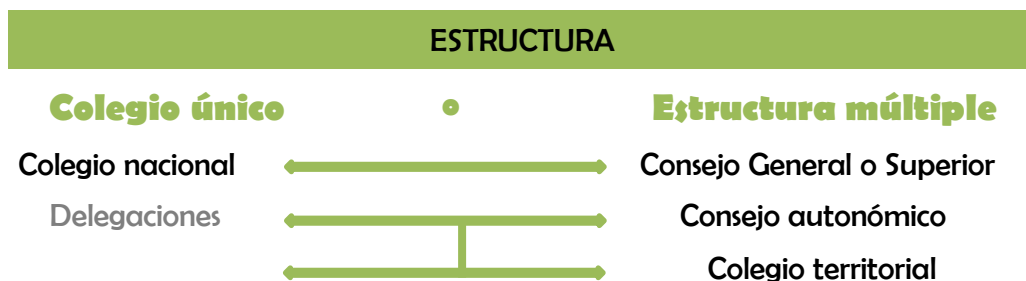 ESTRUCTURA
Colegio único o Estructura múltiple
Colegio nacional Consejo General o Superior
Delegaciones Consejo autonómico
Colegio territorial